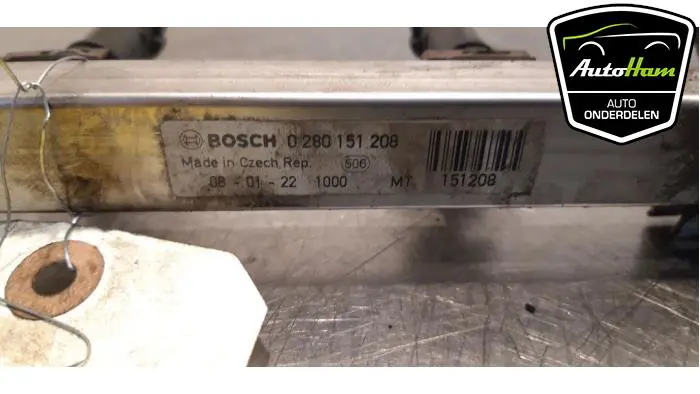 AutoHam
AUTO
ONDERDELEN
BOSCH 0 280 151 208
Made in Czech Rep. 506
08 - 01 - 22 1000 M7 151208